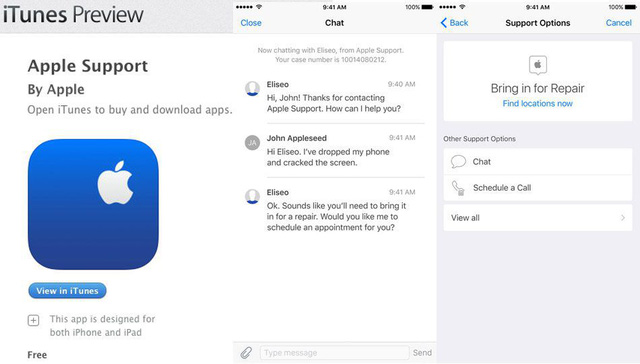 iTunes Preview
Apple Support
By Apple
Open iTunes to buy and download apps.
View in iTunes
This app is designed for
both iPhone and iPad
Free
9:41 AM
100%
Close
Chat
Now chatting with Eliseo, from Apple Support.
Your case number is 10014080212.
Eliseo
9:40 AM
Hi, John! Thanks for contacting
Apple Support. How can I help you?
JA
John Appleseed
9:41 AM
Hi Eliseo. I've dropped my phone
and cracked the screen.
Eliseo
9:41 AM
Ok. Sounds like you'll need to bring it
in for a repair. Would you like me to
schedule an appointment for you?
Type message
Send
9:41 AM
100%
Back
Support Options
Cancel
Bring in for Repair
Find locations now
Other Support Options
Chat
Schedule a Call
View all